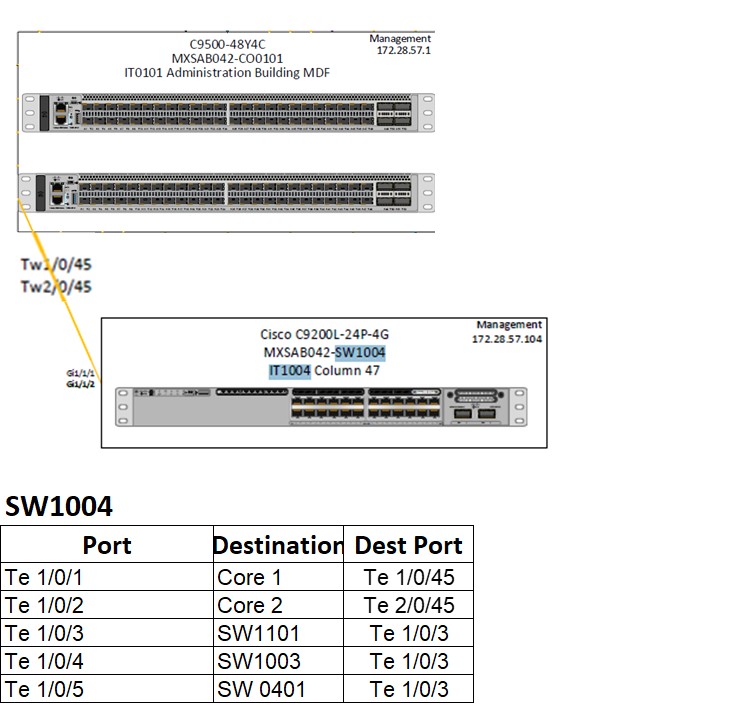 C9500-48Y4C
MXSAB042-CO0101
IT0101 Administration Building MDF
Management
172.28.57.1
Tw1/0/45
Tw2/0/45
Cisco C9200L-24P-4G
MXSAB042-SW1004
IT1004 Column 47
Management
172.28.57.104
Gi1/1/1
Gi1/1/2
SW1004
Port Destination Dest Port
Te 1/0/1 Core 1 Te 1/0/45
Te 1/0/2 Core 2 Te 2/0/45
Te 1/0/3 SW1101 Te 1/0/3
Te 1/0/4 SW1003 Te 1/0/3
Te 1/0/5 SW 0401 Te 1/0/3